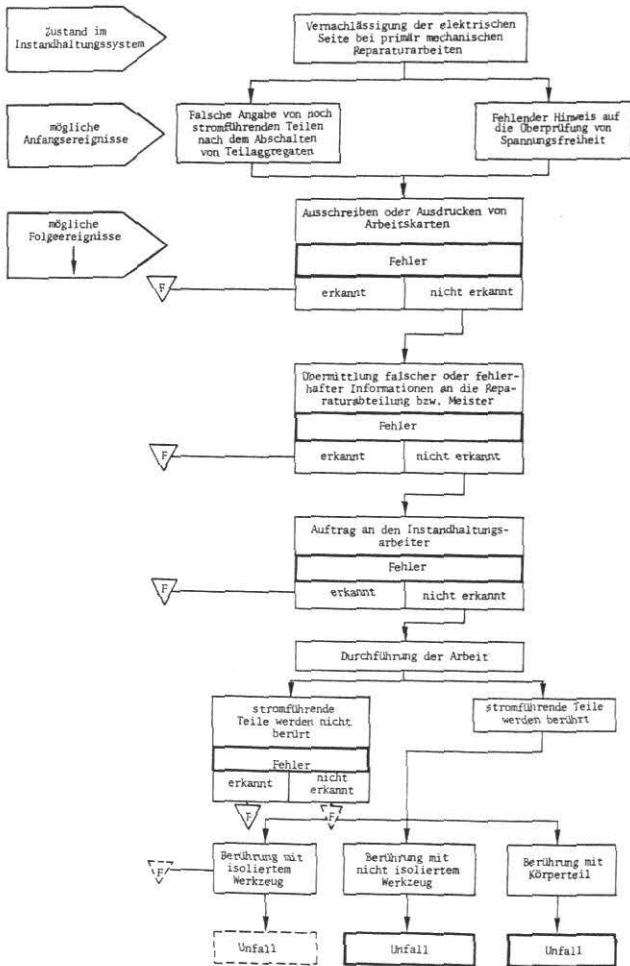 Zustand im
Instandhaltungssystem
Vernachlässigung der elektrischen
Seite bei primär mechanischen
Reparaturarbeiten
mögliche
Anfangsereignisse
Falsche Angabe von noch
stromführenden Teilen
nach dem Abschalten
von Teilaggregaten
Fehlender Hinweis auf
die Überprüfung von
Spannungsfreiheit
mögliche
Folgeereignisse
Ausschreiben oder Ausdrucken von
Arbeitskarten
Fehler
F
erkannt
nicht erkannt
Übermittlung falscher oder fehler-
hafter Informationen an die Repa-
raturabteilung bzw. Meister
Fehler
F
erkannt
nicht erkannt
Auftrag an den Instandhaltungs-
arbeiter
Fehler
F
erkannt
nicht erkannt
Durchführung der Arbeit
stromführende
Teile werden nicht
berürt
Fehler
erkannt
nicht
erkannt
F
F
stromführende Teile
werden berührt
F
Berührung mit
isoliertem
Werkzeug
Berührung mit
nicht isoliertem
Werkzeug
Berührung mit
Körperteil
Unfall
Unfall
Unfall